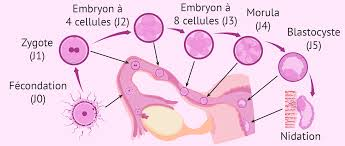 Fécondation
(J0)
Zygote
(J1)
Embryon à
4 cellules (J2)
Embryon à
8 cellules (J3)
Morula
(J4)
Blastocyste
(J5)
Nidation